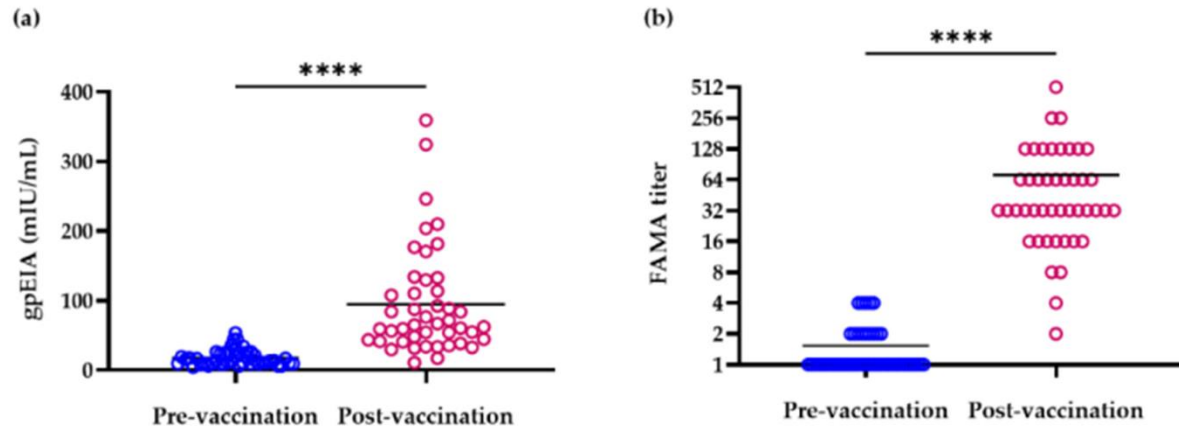 (a)
****
gpEIA (mIU/mL)
400
300
200
100
0
Pre-vaccination Post-vaccination
(b)
****
FAMA titer
512
256
128
64
32
16
8
4
2
1
Pre-vaccination Post-vaccination